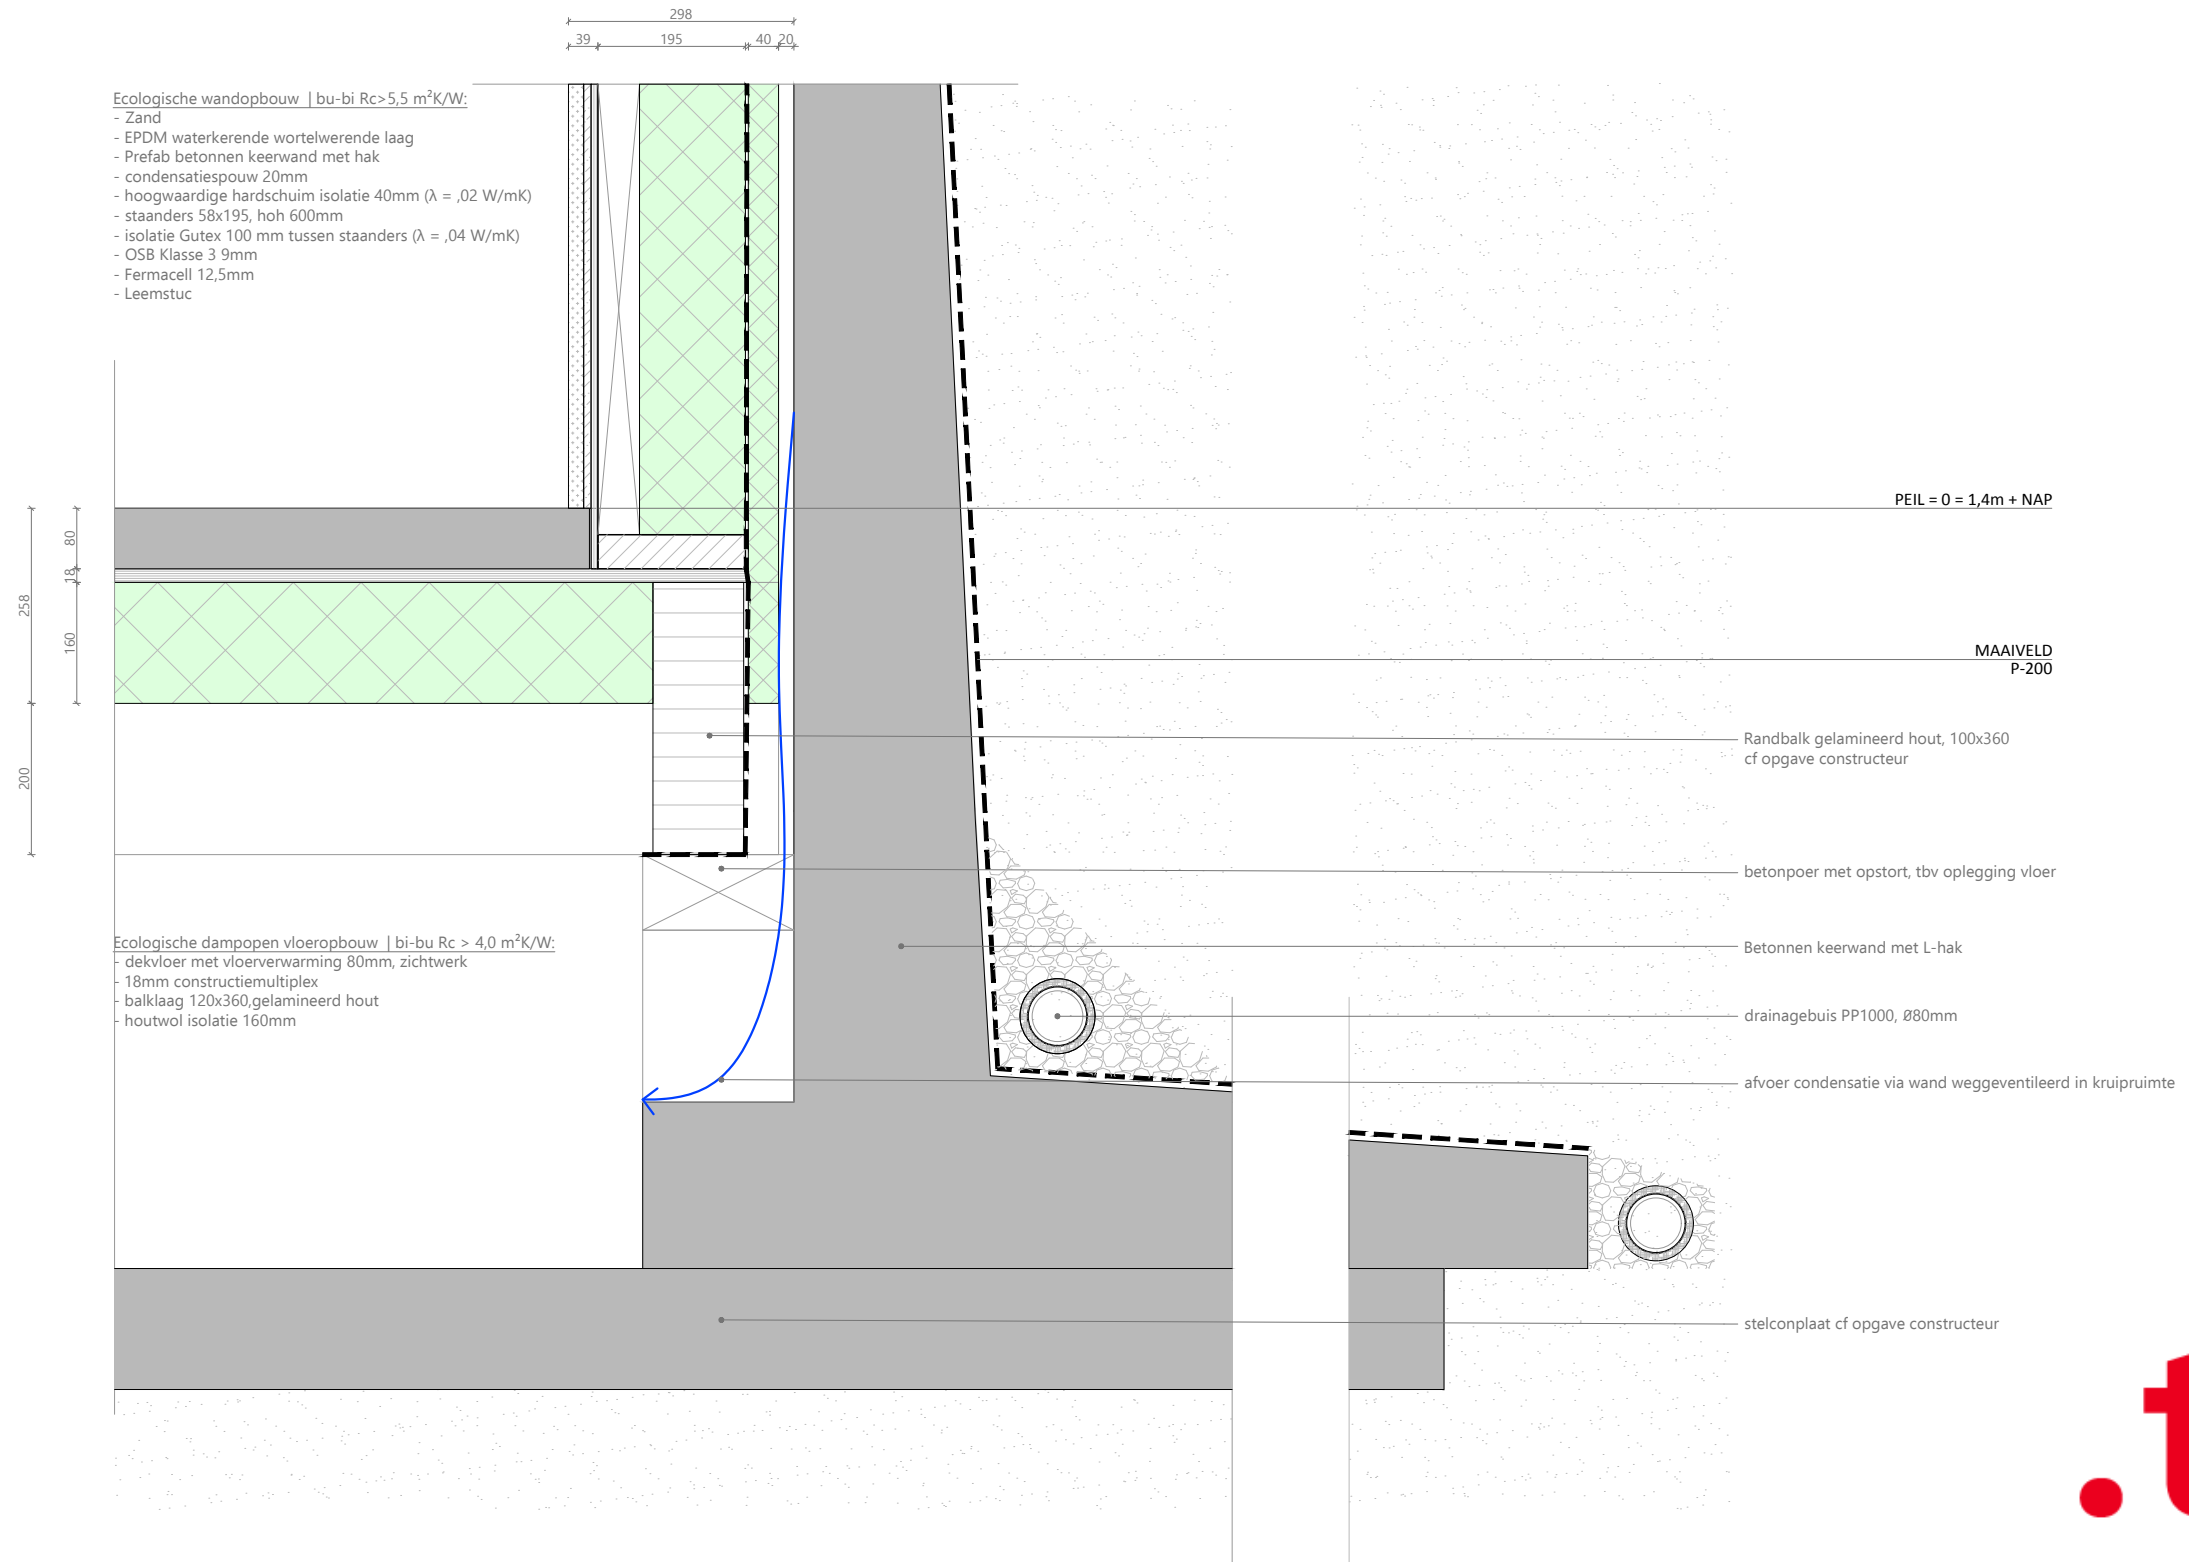 298
39 195 40 20
Ecologische wandopbouw | bu-bi Rc>5,5 m²K/W:
- Zand
- EPDM waterkerende wortelwerende laag
- Prefab betonnen keerwand met hak
- condensatiespouw 20mm
- hoogwaardige hardschuim isolatie 40mm (λ = ,02 W/mK)
- staanders 58x195, hoh 600mm
- isolatie Gutex 100 mm tussen staanders (λ = ,04 W/mK)
- OSB Klasse 3 9mm
- Fermacell 12,5mm
- Leemstuc
PEIL = 0 = 1,4m + NAP
80
18
258
160
MAAIVELD
P-200
200
Randbalk gelamineerd hout, 100x360
cf opgave constructeur
betonpoer met opstort, tbv oplegging vloer
Betonnen keerwand met L-hak
Ecologische dampopen vloeropbouw | bi-bu Rc > 4,0 m²K/W:
- dekvloer met vloerverwarming 80mm, zichtwerk
- 18mm constructiemultiplex
- balklaag 120x360,gelamineerd hout
- houtwol isolatie 160mm
drainagebuis PP1000, Ø80mm
afvoer condensatie via wand weggeventileerd in kruipruimte
stelconplaat cf opgave constructeur
.t